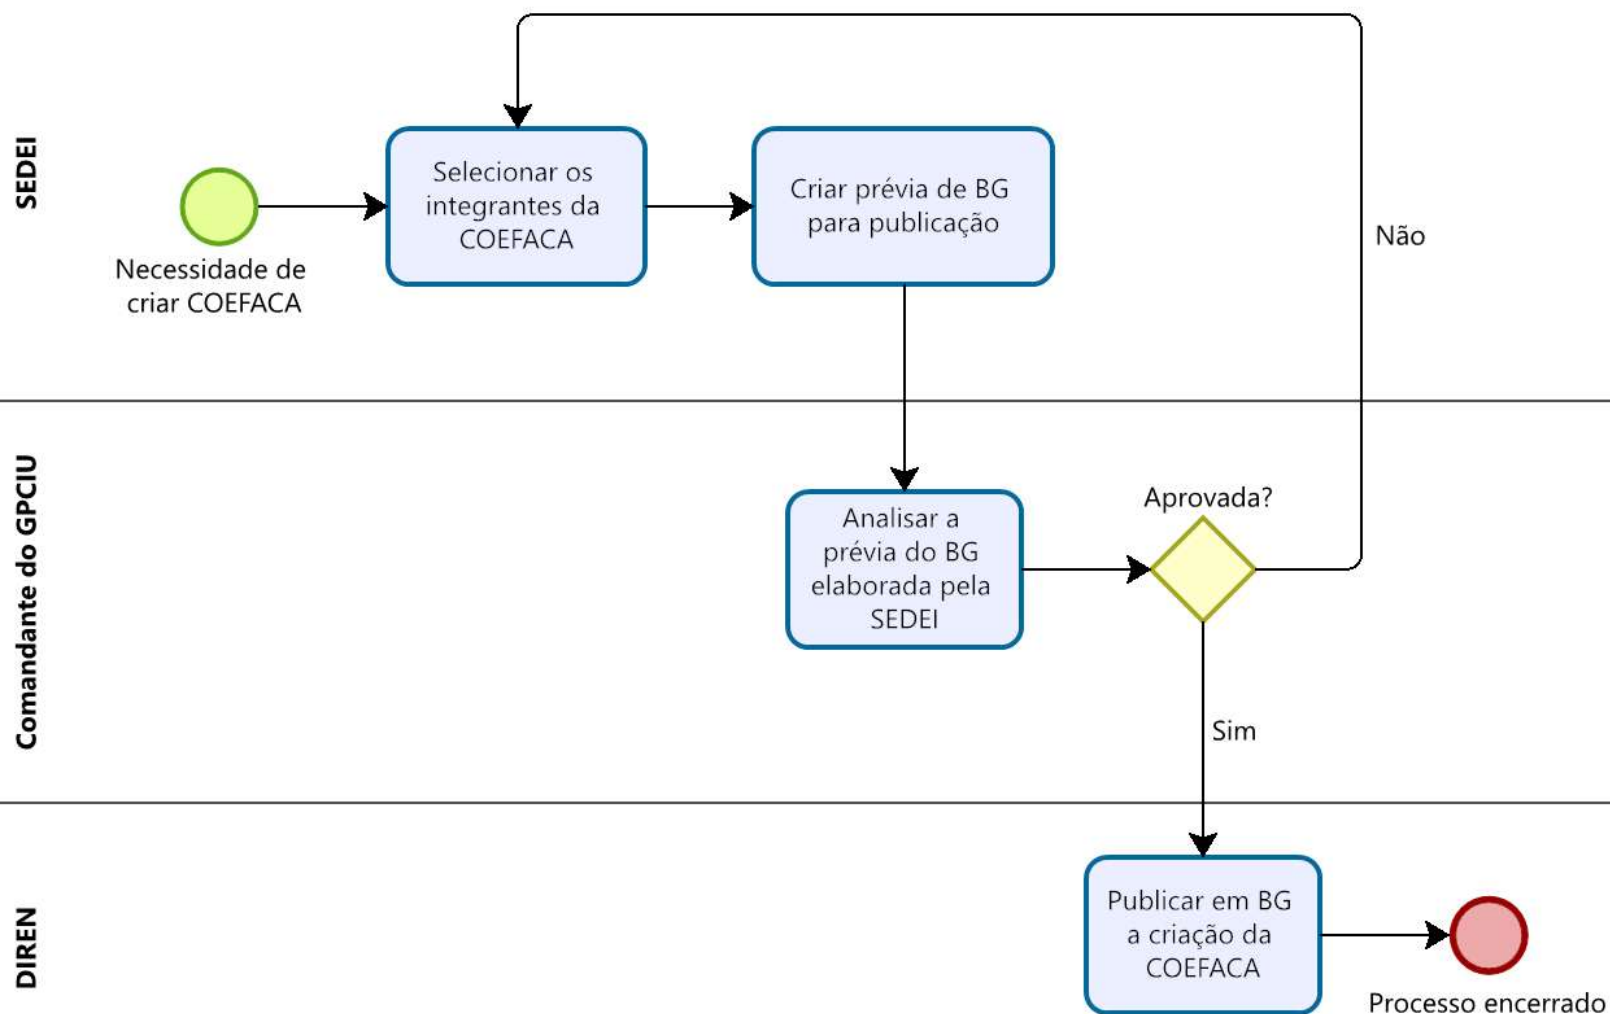 SEDEI
Necessidade de
criar COEFACA
Selecionar os
integrantes da
COEFACA
Criar prévia de BG
para publicação
Não
Comandante do GPCIU
Analisar a
prévia do BG
elaborada pela
SEDEI
Aprovada?
Sim
DIREN
Publicar em BG
a criação da
COEFACA
Processo encerrado